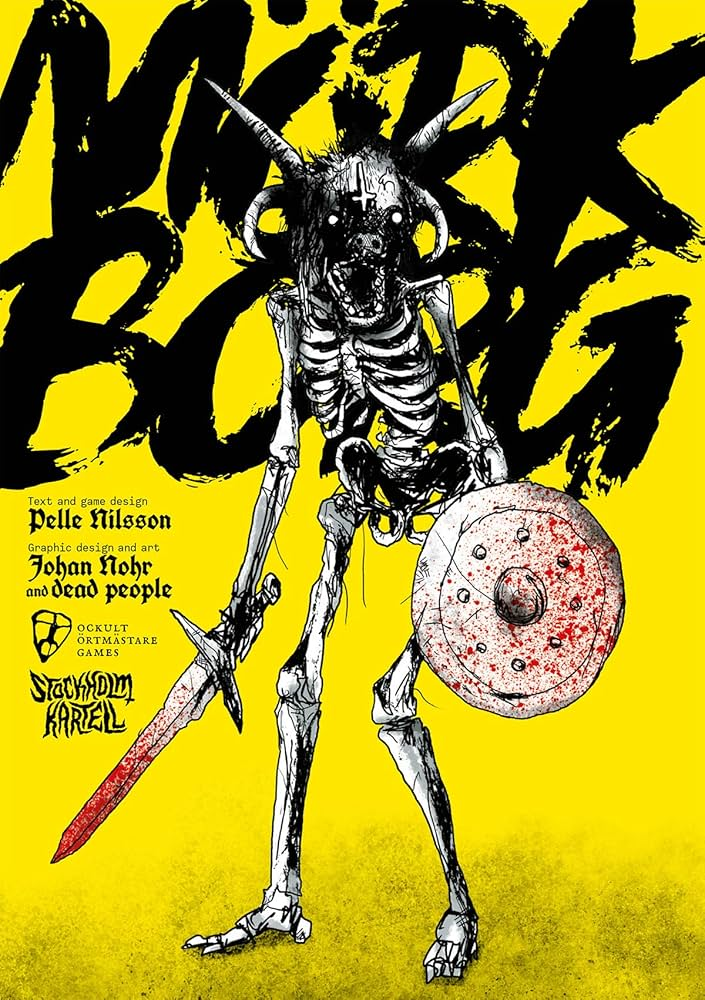 MÖRK
BORG
Text and game design
Pelle Nilsson
Graphic design and art
Johan Nohr
and dead people
OCKULT
ÖRTMÄSTARE
GAMES
STOCKHOLM
KARTELL